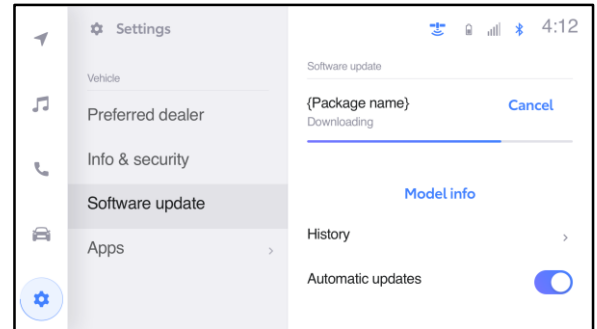 Settings
4:12
Vehicle
Preferred dealer
Info & security
Software update
Apps
Software update
{Package name}
Cancel
Downloading
Model info
History
Automatic updates